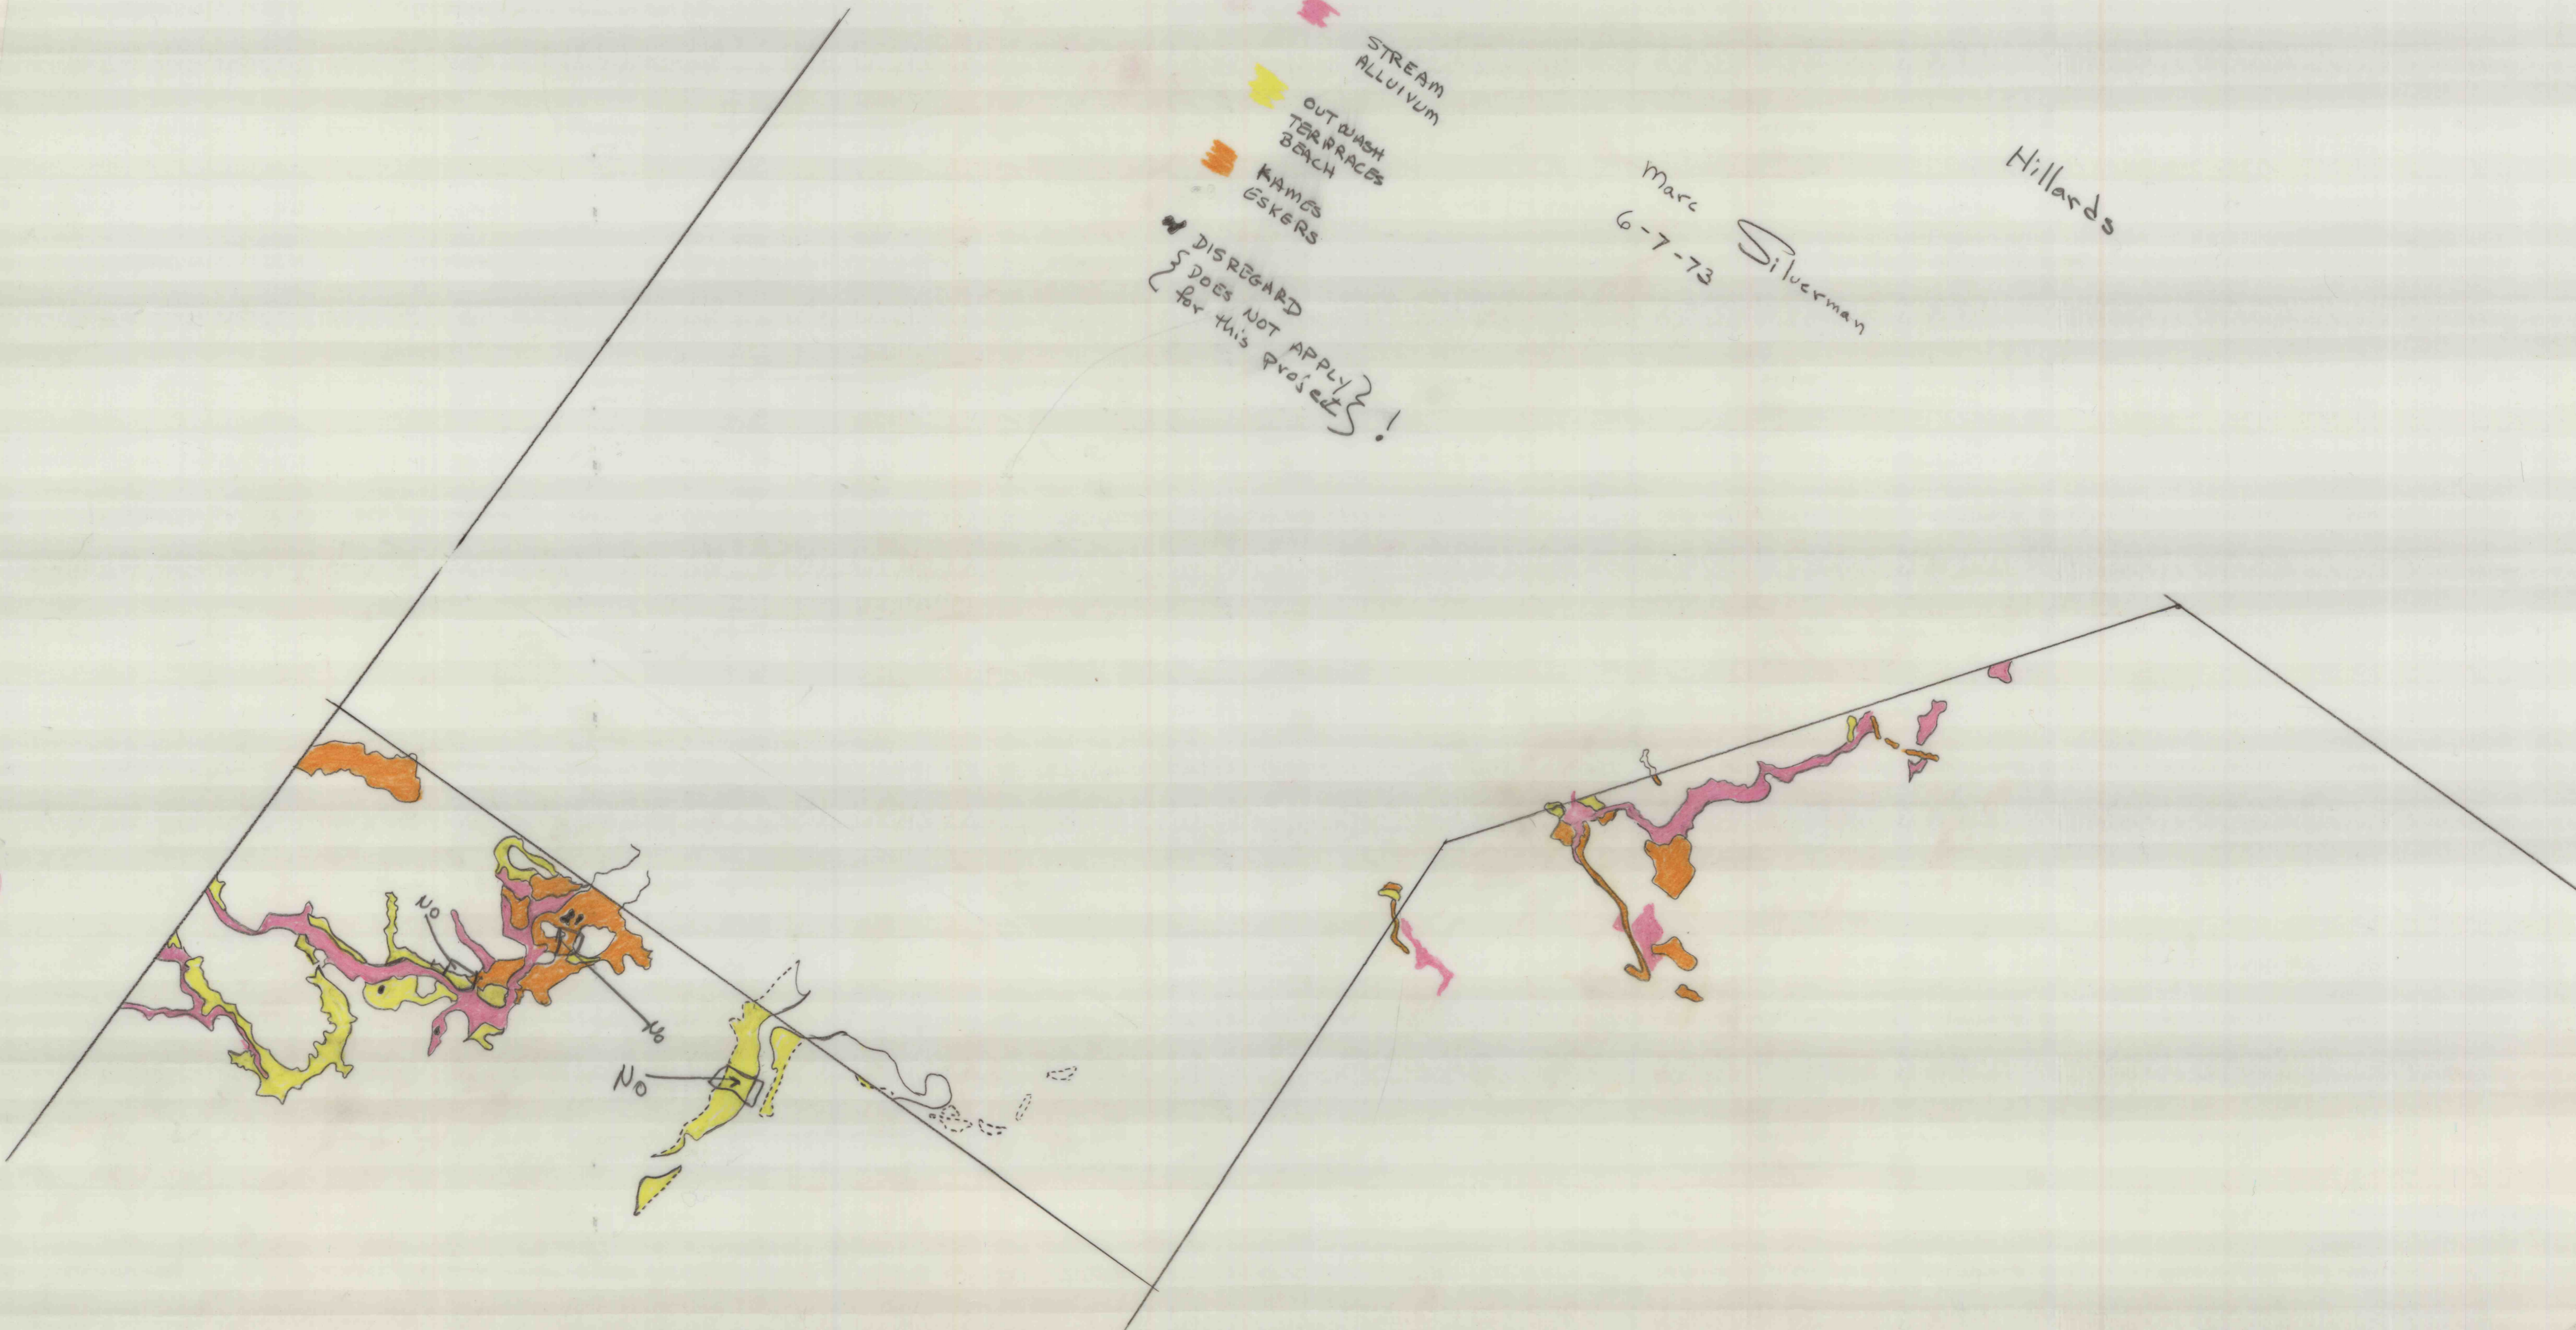 STREAM
ALLUIVUM
OUTWASH
TERRRACES
BEACH
KAMES
ESKERS
DISREGARD
{ DOES NOT APPLY }
for this project !
Marc Silverman
6-7-73
Hillards
No
No
No